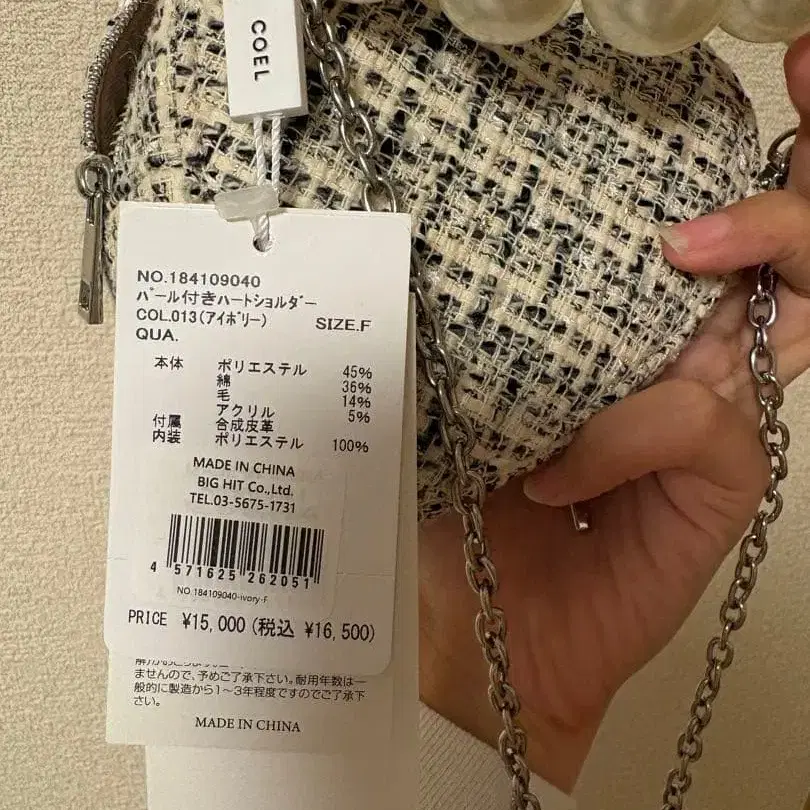 COEL
NO.184109040
パール付きハートショルダー
COL.013(アイボリー) SIZE.F
QUA.
本体 ポリエステル 45%
綿 36%
毛 14%
アクリル 5%
付属 合成皮革
内装 ポリエステル 100%
MADE IN CHINA
BIG HIT Co.,Ltd.
TEL.03-5675-1731
4 571625 262051
NO.184109040-ivory-F
PRICE ¥15,000 (税込 ¥16,500)
ませんので、予めご了承下さい。耐用年数は一
般的に製造から1〜3年程度ですのでご了承下
さい。
MADE IN CHINA